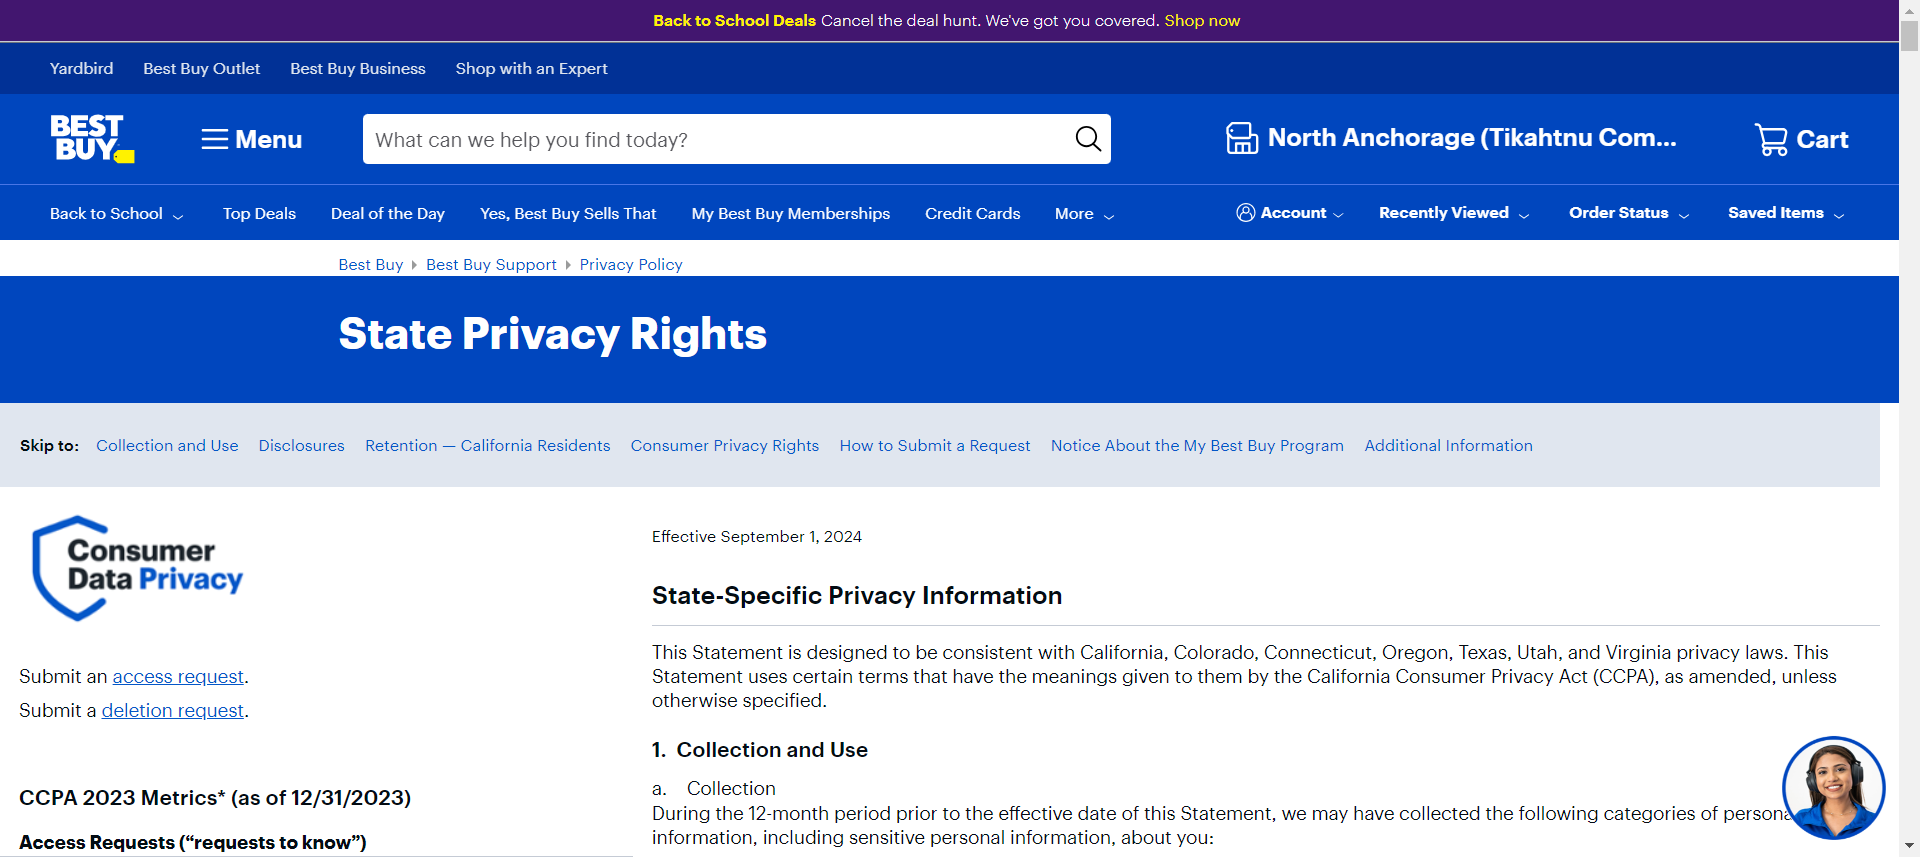 Back to School Deals Cancel the deal hunt. We've got you covered. Shop now
Yardbird Best Buy Outlet Best Buy Business Shop with an Expert
BEST BUY
Menu
What can we help you find today?
North Anchorage (Tikahtnu Com...
Cart
Back to School Top Deals Deal of the Day Yes, Best Buy Sells That My Best Buy Memberships Credit Cards More Account Recently Viewed Order Status Saved Items
Best Buy Best Buy Support Privacy Policy
State Privacy Rights
Skip to: Collection and Use Disclosures Retention — California Residents Consumer Privacy Rights How to Submit a Request Notice About the My Best Buy Program Additional Information
Consumer
Data Privacy
Submit an access request.
Submit a deletion request.
CCPA 2023 Metrics* (as of 12/31/2023)
Access Requests (“requests to know”)
Effective September 1, 2024
State-Specific Privacy Information
This Statement is designed to be consistent with California, Colorado, Connecticut, Oregon, Texas, Utah, and Virginia privacy laws. This
Statement uses certain terms that have the meanings given to them by the California Consumer Privacy Act (CCPA), as amended, unless
otherwise specified.
1. Collection and Use
a. Collection
During the 12-month period prior to the effective date of this Statement, we may have collected the following categories of persona
information, including sensitive personal information, about you: